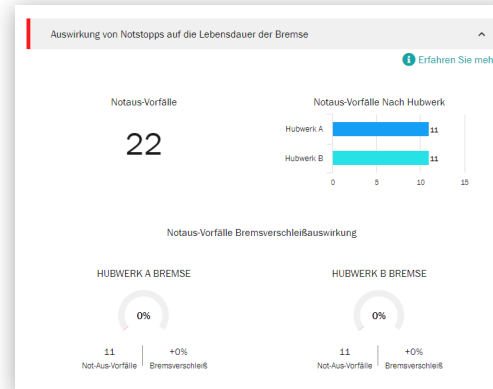 Auswirkung von Notstopps auf die Lebensdauer der Bremse
Erfahren Sie meh
Notaus-Vorfälle
22
Notaus-Vorfälle Nach Hubwerk
Hubwerk A
11
Hubwerk B
11
0 5 10 15
Notaus-Vorfälle Bremsverschleißauswirkung
HUBWERK A BREMSE
HUBWERK B BREMSE
0%
0%
11 +0%
Not-Aus-Vorfälle Bremsverschleiß
11 +0%
Not-Aus-Vorfälle Bremsverschleiß